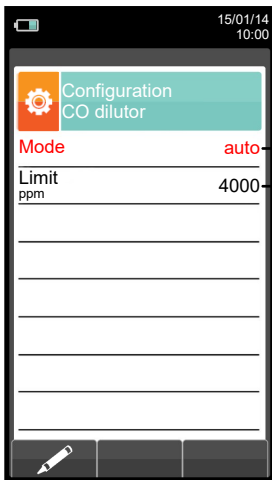 15/01/14
10:00
Configuration
CO dilutor
Mode auto
Limit 4000
ppm